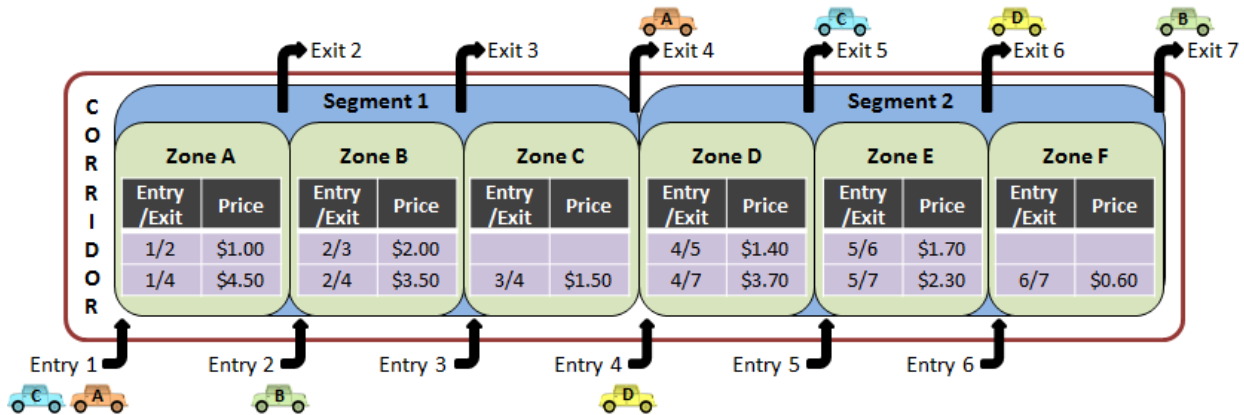 A C D B
Exit 2 Exit 3 Exit 4 Exit 5 Exit 6 Exit 7
CORRIDOR
Segment 1 Segment 2
Zone A Zone B Zone C Zone D Zone E Zone F
Entry Entry Entry Entry Entry Entry
/Exit Price /Exit Price /Exit Price /Exit Price /Exit Price /Exit Price
1/2 $1.00 2/3 $2.00 4/5 $1.40 5/6 $1.70
1/4 $4.50 2/4 $3.50 3/4 $1.50 4/7 $3.70 5/7 $2.30 6/7 $0.60
Entry 1 Entry 2 Entry 3 Entry 4 Entry 5 Entry 6
C A B D